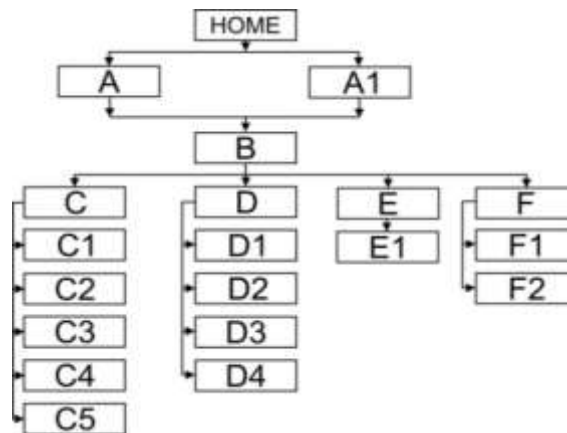 HOME
A A1
B
C D E F
C1 D1 E1 F1
C2 D2 F2
C3 D3
C4 D4
C5